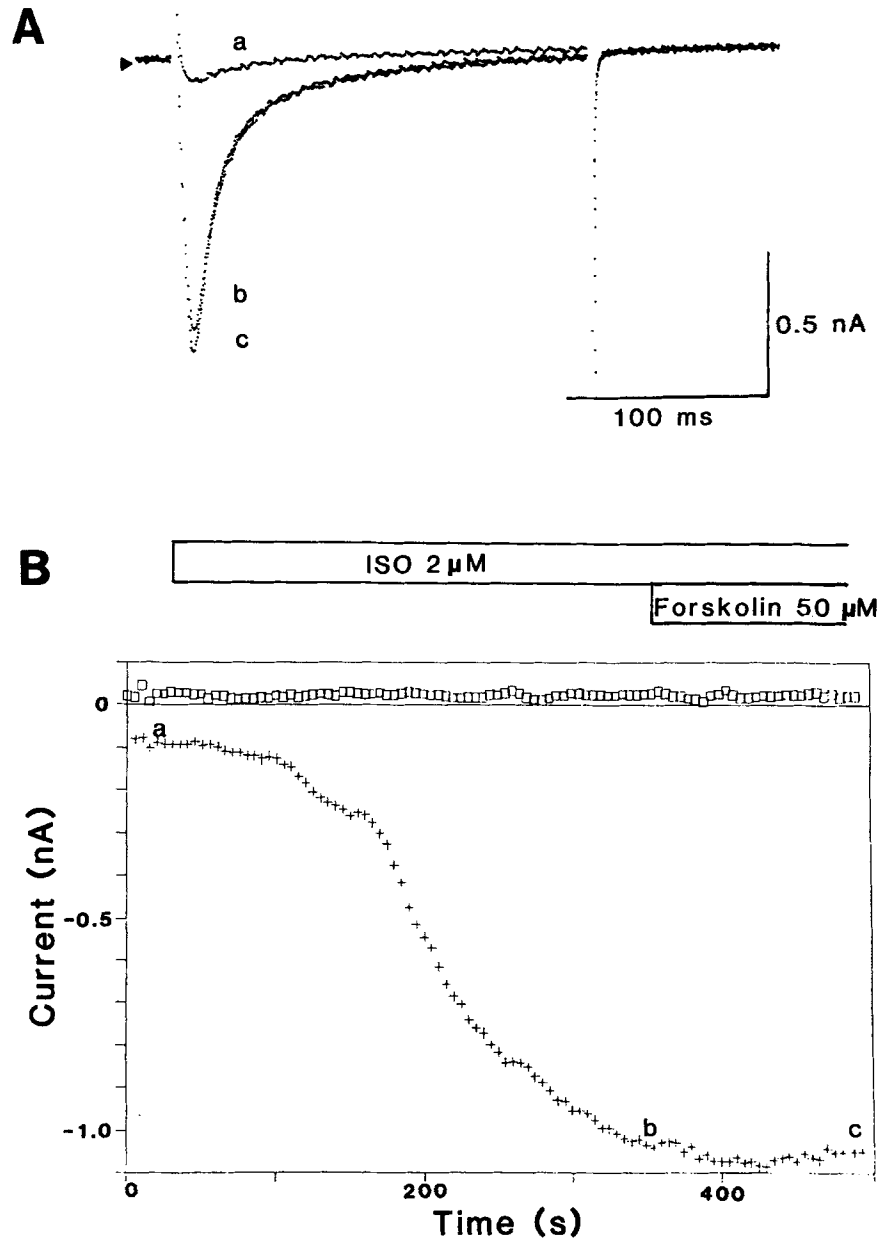 A
a
b
c
0.5 nA
100 ms
B
ISO 2 µM
Forskolin 50 µM
0
a
-0.5
Current (nA)
b
c
-1.0
0
200
400
Time (s)